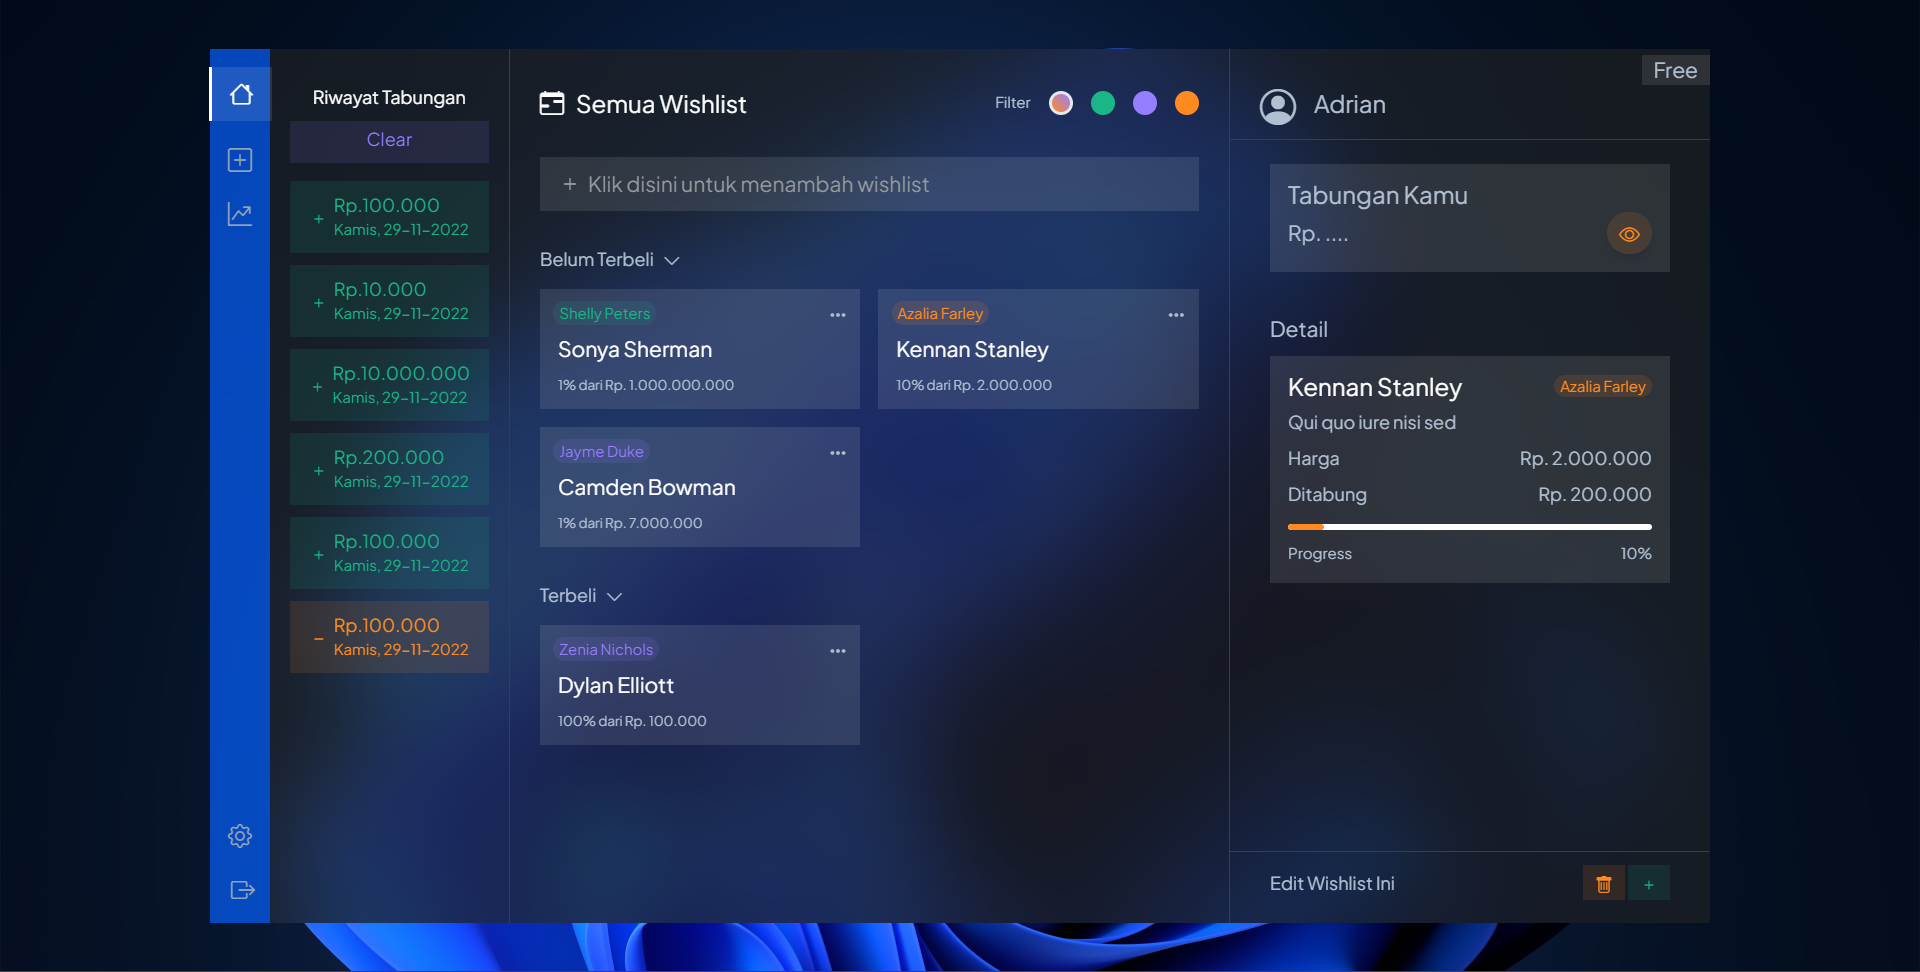 Riwayat Tabungan
Clear
+ Rp.100.000
Kamis, 29-11-2022
+ Rp.10.000
Kamis, 29-11-2022
+ Rp.10.000.000
Kamis, 29-11-2022
+ Rp.200.000
Kamis, 29-11-2022
+ Rp.100.000
Kamis, 29-11-2022
- Rp.100.000
Kamis, 29-11-2022
Semua Wishlist
Filter
+ Klik disini untuk menambah wishlist
Belum Terbeli
Shelly Peters
Sonya Sherman
1% dari Rp. 1.000.000.000
Azalia Farley
Kennan Stanley
10% dari Rp. 2.000.000
Jayme Duke
Camden Bowman
1% dari Rp. 7.000.000
Terbeli
Zenia Nichols
Dylan Elliott
100% dari Rp. 100.000
Free
Adrian
Tabungan Kamu
Rp. ....
Detail
Kennan Stanley
Azalia Farley
Qui quo iure nisi sed
Harga Rp. 2.000.000
Ditabung Rp. 200.000
Progress 10%
Edit Wishlist Ini
+